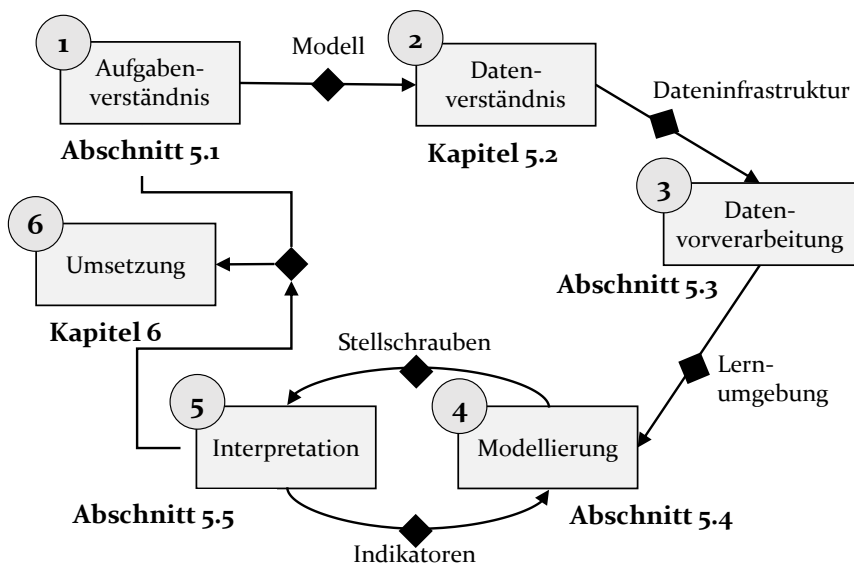 1
Aufgaben-
verständnis
Abschnitt 5.1
Modell
2
Daten-
verständnis
Kapitel 5.2
Dateninfrastruktur
3
Daten-
vorverarbeitung
Abschnitt 5.3
Lern-
umgebung
4
Modellierung
Abschnitt 5.4
Stellschrauben
5
Interpretation
Abschnitt 5.5
Indikatoren
6
Umsetzung
Kapitel 6